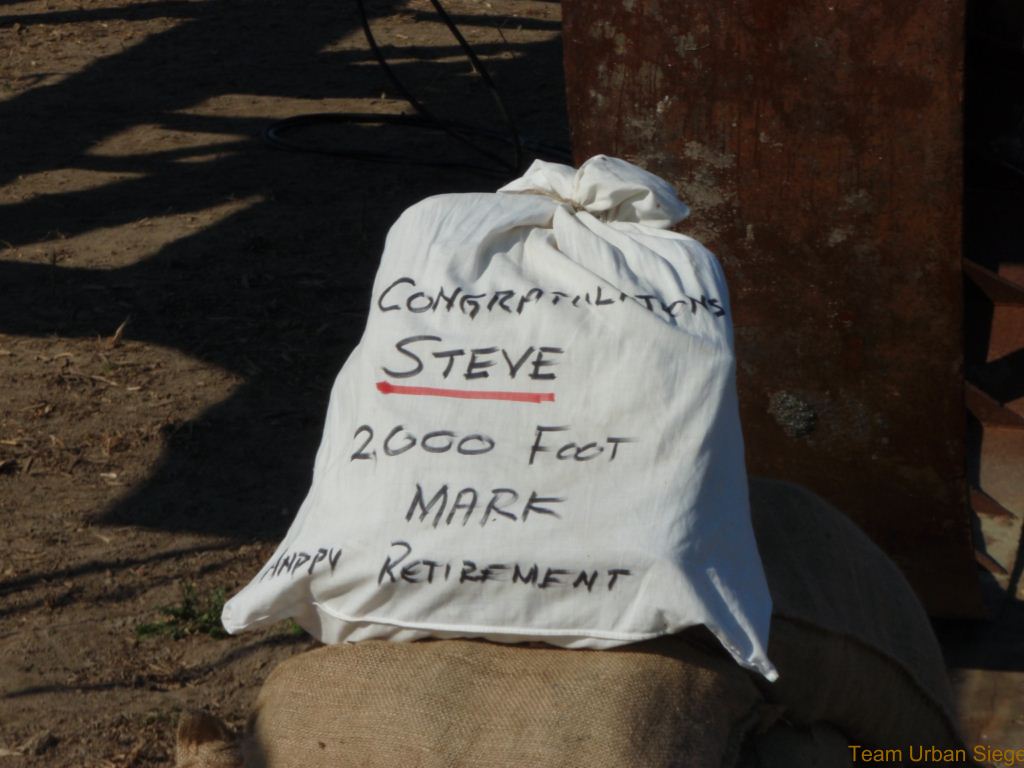 CONGRATULATIONS
STEVE
2,000 FOOT
MARK
HAPPY RETIREMENT
Team Urban Siege